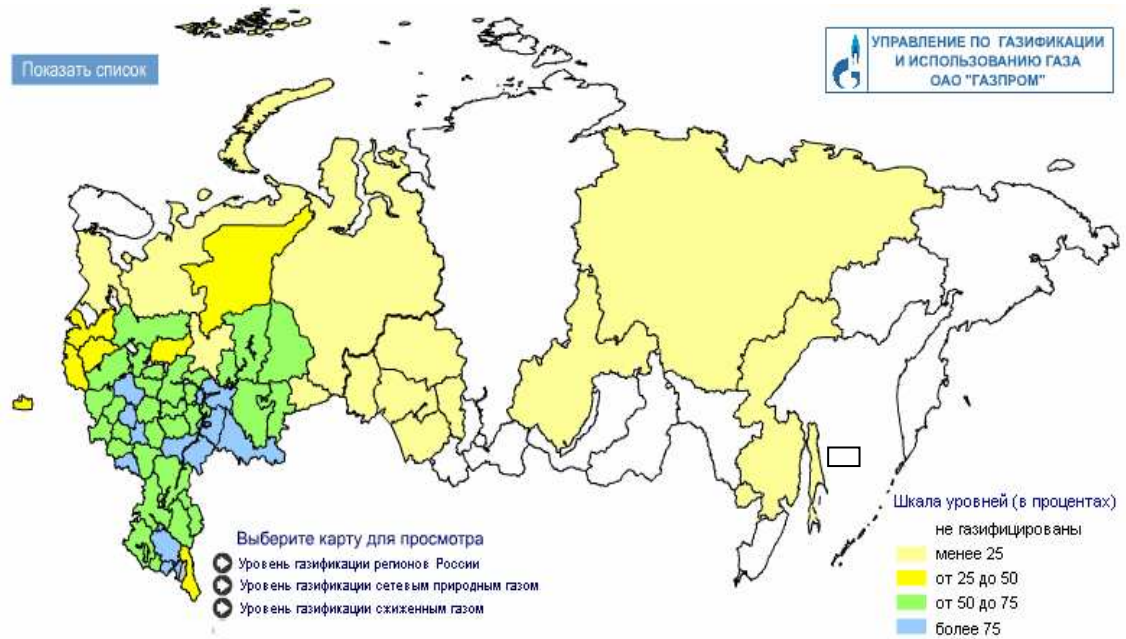 Показать список
УПРАВЛЕНИЕ ПО ГАЗИФИКАЦИИ
И ИСПОЛЬЗОВАНИЮ ГАЗА
ОАО "ГАЗПРОМ"
Выберите карту для просмотра
Уровень газификации регионов России
Уровень газификации сетевым природным газом
Уровень газификации сжиженным газом
Шкала уровней (в процентах)
не газифицированы
менее 25
от 25 до 50
от 50 до 75
более 75